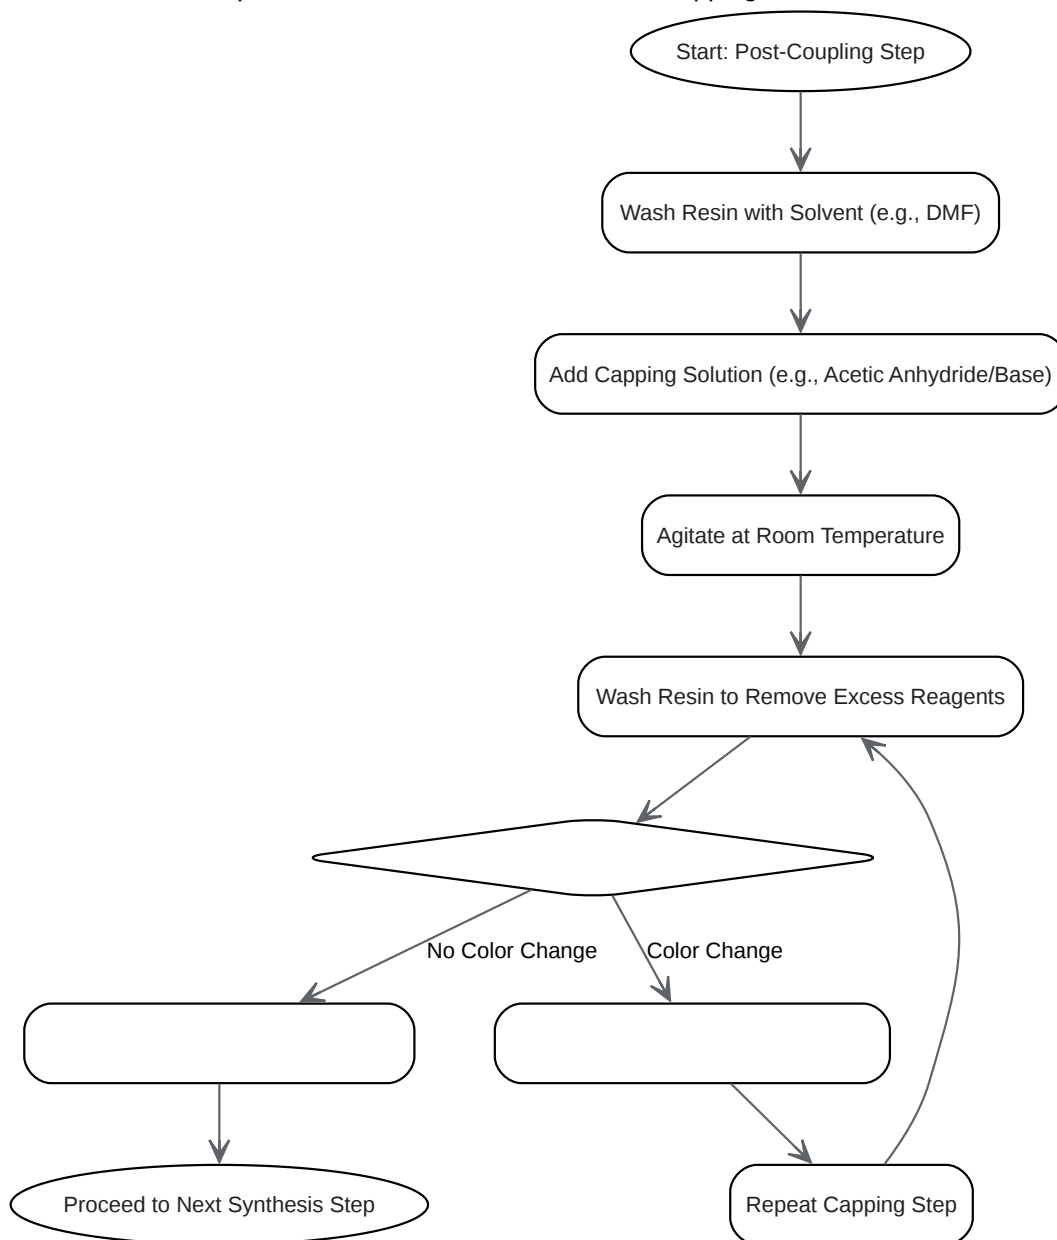 Start: Post-Coupling Step
Wash Resin with Solvent (e.g., DMF)
Add Capping Solution (e.g., Acetic Anhydride/Base)
Agitate at Room Temperature
Wash Resin to Remove Excess Reagents
No Color Change
Color Change
Proceed to Next Synthesis Step
Repeat Capping Step